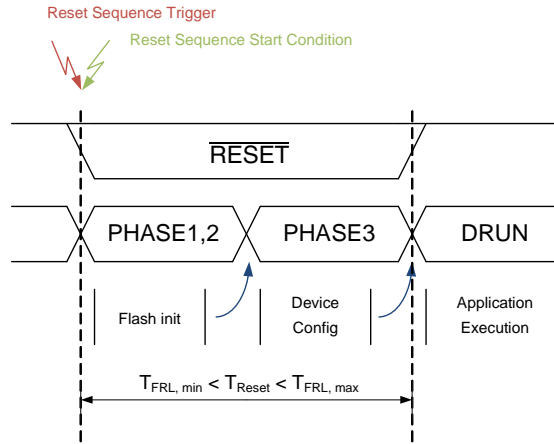 Reset Sequence Trigger
Reset Sequence Start Condition
RESET
PHASE1,2 PHASE3 DRUN
Flash init
Device
Config
Application
Execution
TFRL, min < TReset < TFRL, max